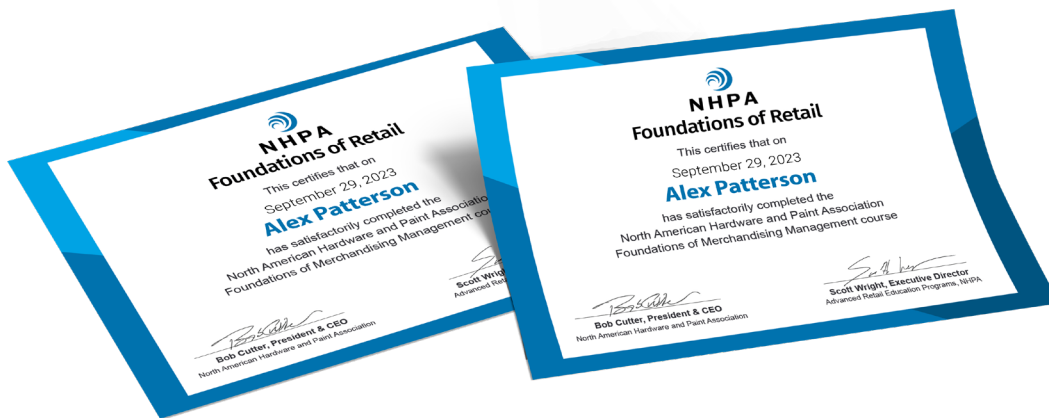 NHPA
Foundations of Retail
This certifies that on
September 29, 2023
Alex Patterson
has satisfactorily completed the
North American Hardware and Paint Association
Foundations of Merchandising Management course
Bob Cutter, President & CEO
North American Hardware and Paint Association
Scott Wrigh
Advanced Reta
NHPA
Foundations of Retail
This certifies that on
September 29, 2023
Alex Patterson
has satisfactorily completed the
North American Hardware and Paint Association
Foundations of Merchandising Management course
Bob Cutter, President & CEO
North American Hardware and Paint Association
Scott Wright, Executive Director
Advanced Retail Education Programs, NHPA